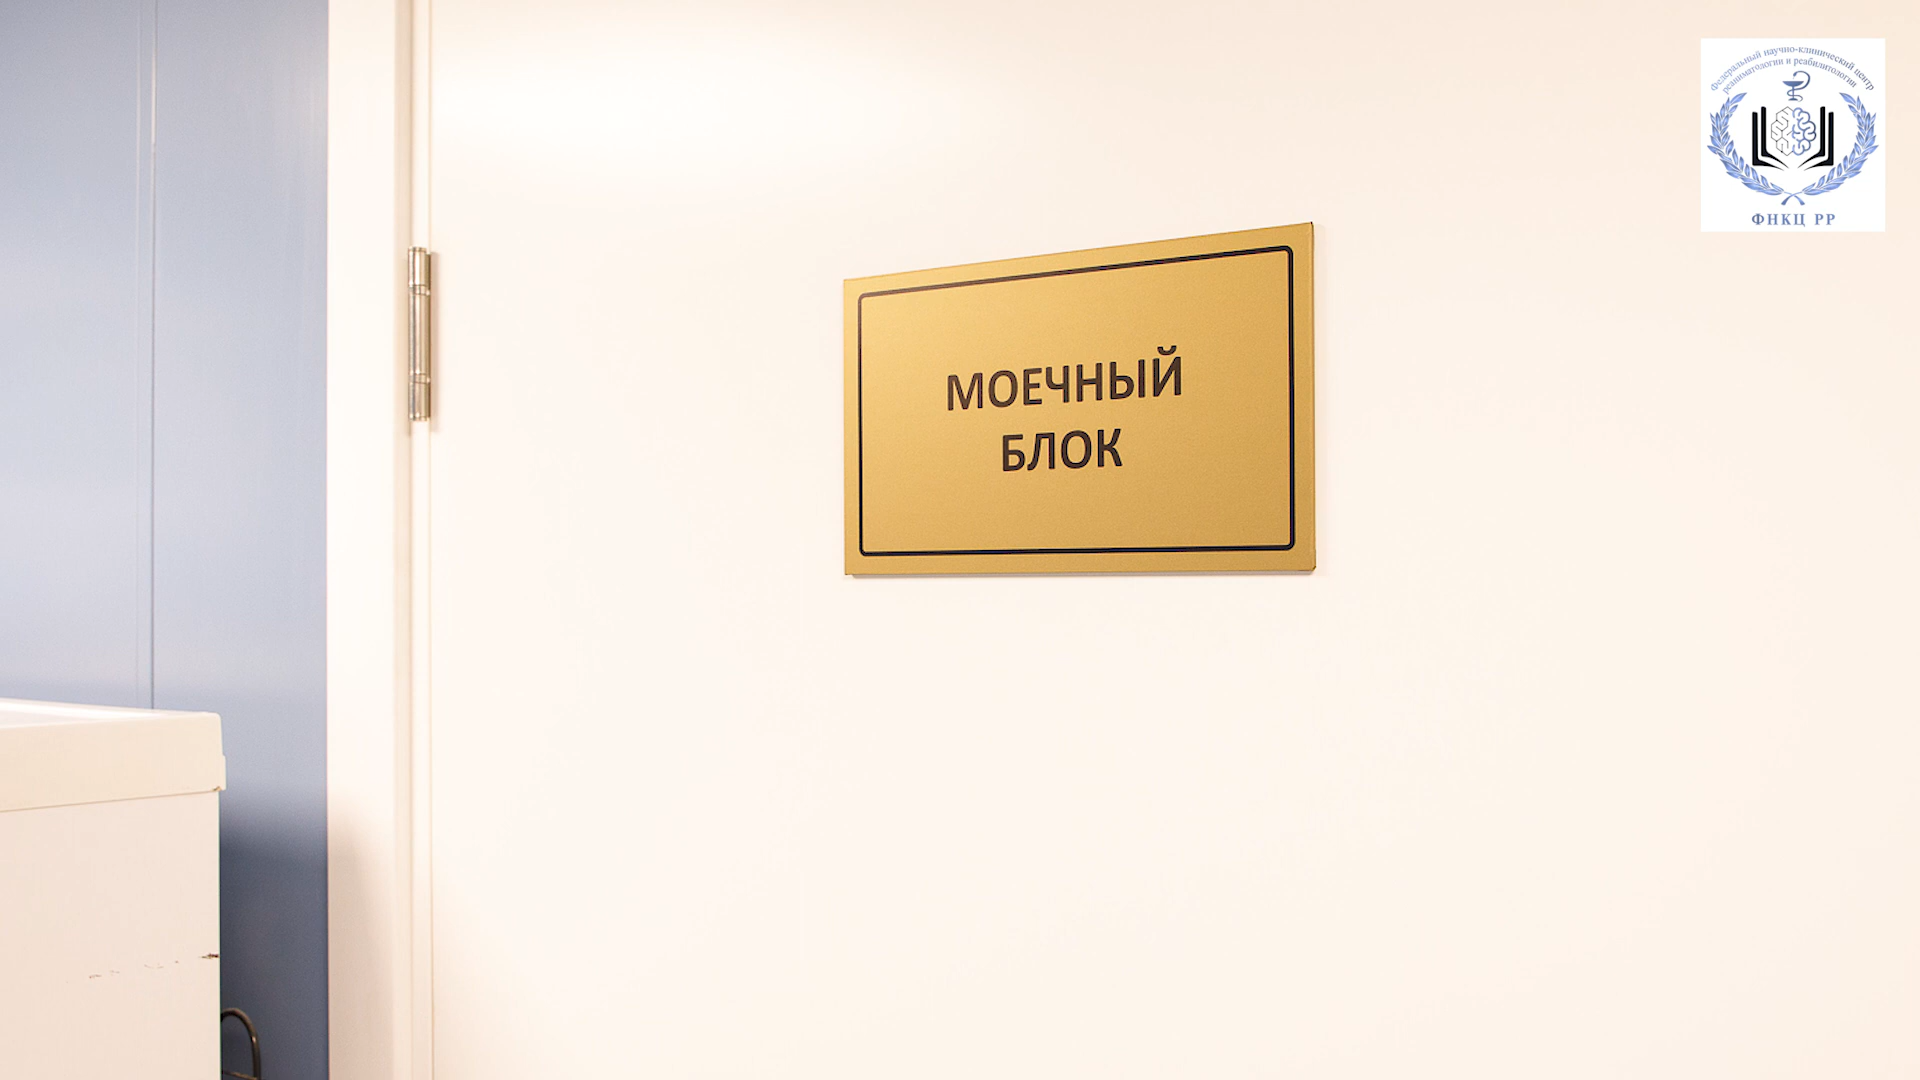 Федеральный научно-клинический центр
реаниматологии и реабилитологии
ФНКЦ РР
МОЕЧНЫЙ
БЛОК